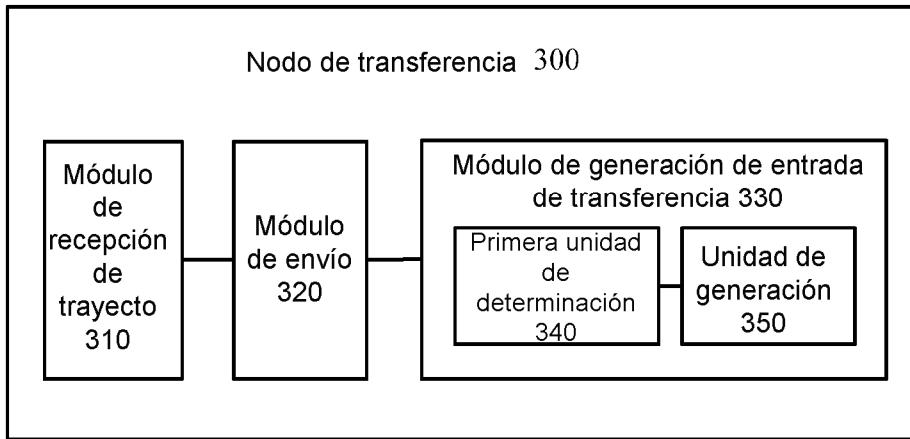 Nodo de transferencia 300
Módulo
de
recepción
de
trayecto
310
Módulo
de envío
320
Módulo de generación de entrada
de transferencia 330
Primera unidad
de
determinación
340
Unidad de
generación
350